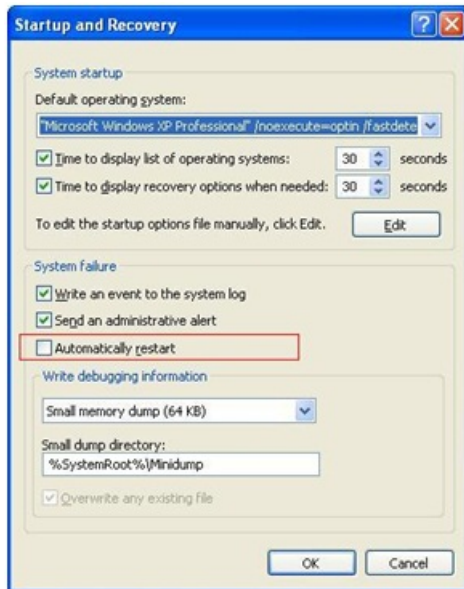 Startup and Recovery
System startup
Default operating system:
"Microsoft Windows XP Professional" /noexecute=optin /fastdete
Time to display list of operating systems: 30 seconds
Time to display recovery options when needed: 30 seconds
To edit the startup options file manually, click Edit. Edit
System failure
Write an event to the system log
Send an administrative alert
Automatically restart
Write debugging information
Small memory dump (64 KB)
Small dump directory:
%SystemRoot%\Minidump
Overwrite any existing file
OK Cancel